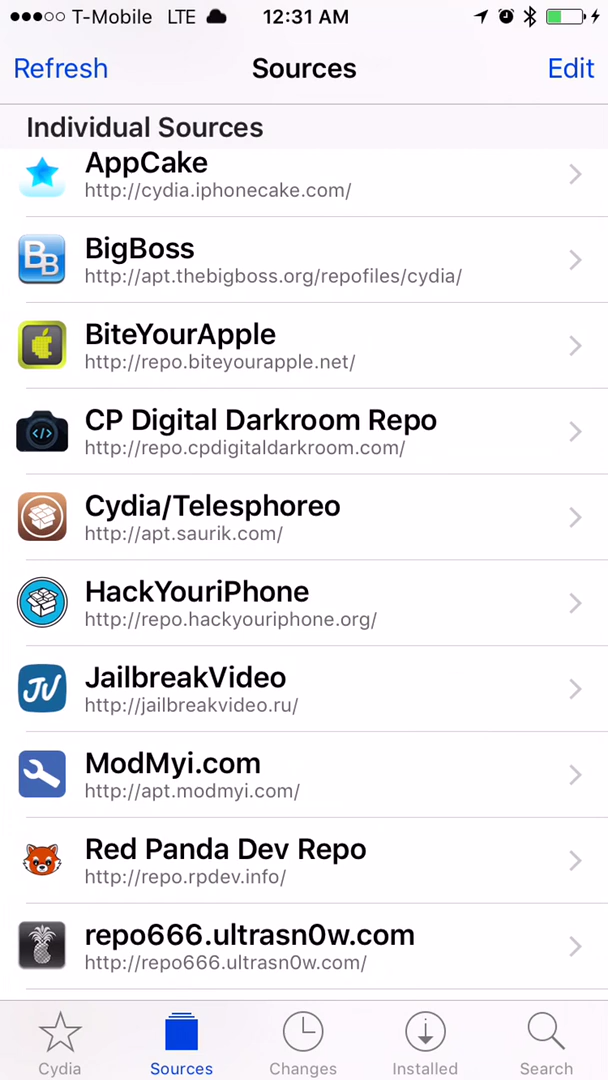 T-Mobile LTE 12:31 AM
Refresh Sources Edit
Individual Sources
AppCake
http://cydia.iphonecake.com/
BB
BigBoss
http://apt.thebigboss.org/repofiles/cydia/
BiteYourApple
http://repo.biteyourapple.net/
</>
CP Digital Darkroom Repo
http://repo.cpdigitaldarkroom.com/
Cydia/Telesphoreo
http://apt.saurik.com/
HackYouriPhone
http://repo.hackyouriphone.org/
JV
JailbreakVideo
http://jailbreakvideo.ru/
ModMyi.com
http://apt.modmyi.com/
Red Panda Dev Repo
http://repo.rpdev.info/
repo666.ultrasn0w.com
http://repo666.ultrasn0w.com/
Cydia Sources Changes Installed Search